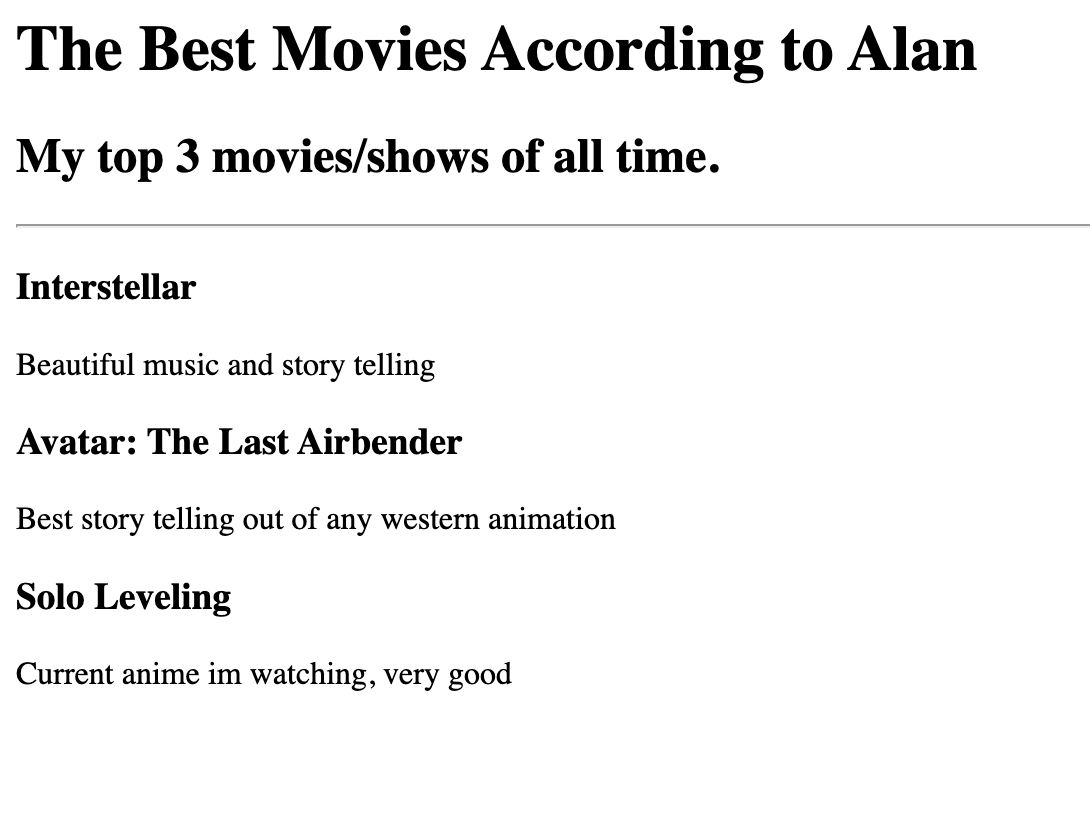 The Best Movies According to Alan
My top 3 movies/shows of all time.
Interstellar
Beautiful music and story telling
Avatar: The Last Airbender
Best story telling out of any western animation
Solo Leveling
Current anime im watching, very good